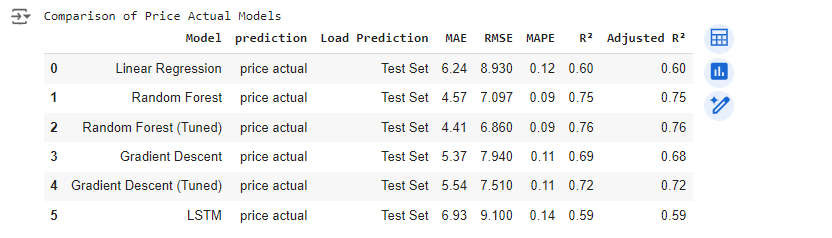 Comparison of Price Actual Models
Model prediction Load Prediction MAE RMSE MAPE R² Adjusted R²
0 Linear Regression price actual Test Set 6.24 8.930 0.12 0.60 0.60
1 Random Forest price actual Test Set 4.57 7.097 0.09 0.75 0.75
2 Random Forest (Tuned) price actual Test Set 4.41 6.860 0.09 0.76 0.76
3 Gradient Descent price actual Test Set 5.37 7.940 0.11 0.69 0.68
4 Gradient Descent (Tuned) price actual Test Set 5.54 7.510 0.11 0.72 0.72
5 LSTM price actual Test Set 6.93 9.100 0.14 0.59 0.59